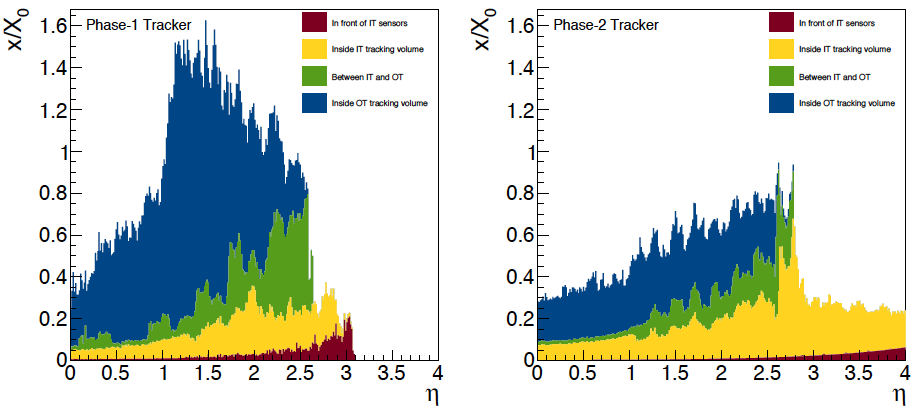 Phase-1 Tracker
In front of IT sensors
Inside IT tracking volume
Between IT and OT
Inside OT tracking volume
x/X0
1.6
1.4
1.2
1
0.8
0.6
0.4
0.2
0
0 0.5 1 1.5 2 2.5 3 3.5 4
η
Phase-2 Tracker
In front of IT sensors
Inside IT tracking volume
Between IT and OT
Inside OT tracking volume
x/X0
1.6
1.4
1.2
1
0.8
0.6
0.4
0.2
0
0 0.5 1 1.5 2 2.5 3 3.5 4
η